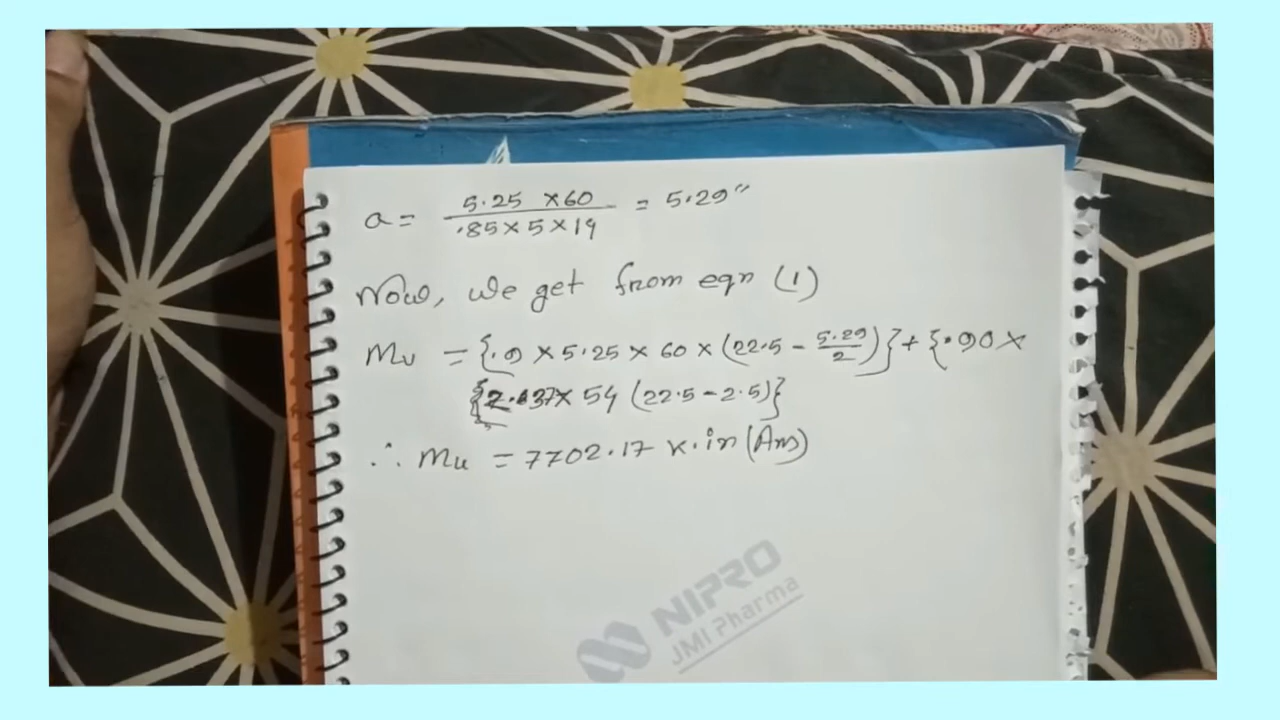 a = 5.25 ×60 / .85×5×14 = 5.29"
Now, we get from eqn (1)
Mu = {.9 × 5.25 × 60 × (22.5 - 5.29/2)} + {.90 ×
{2.637× 54 (22.5-2.5)}
∴ Mu = 7702.17 k.in (Ans)
NIPRO
JMI Pharma